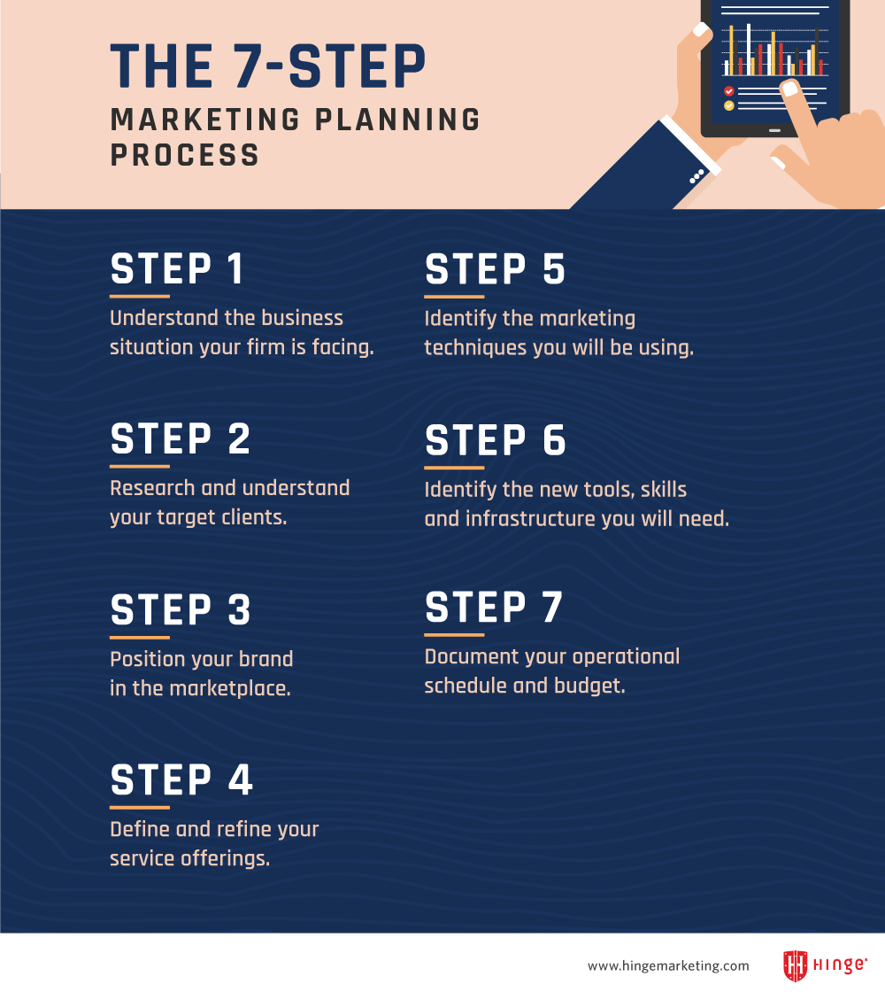 THE 7-STEP
MARKETING PLANNING
PROCESS
STEP 1
Understand the business
situation your firm is facing.
STEP 2
Research and understand
your target clients.
STEP 3
Position your brand
in the marketplace.
STEP 4
Define and refine your
service offerings.
STEP 5
Identify the marketing
techniques you will be using.
STEP 6
Identify the new tools, skills
and infrastructure you will need.
STEP 7
Document your operational
schedule and budget.
www.hingemarketing.com
Hinge